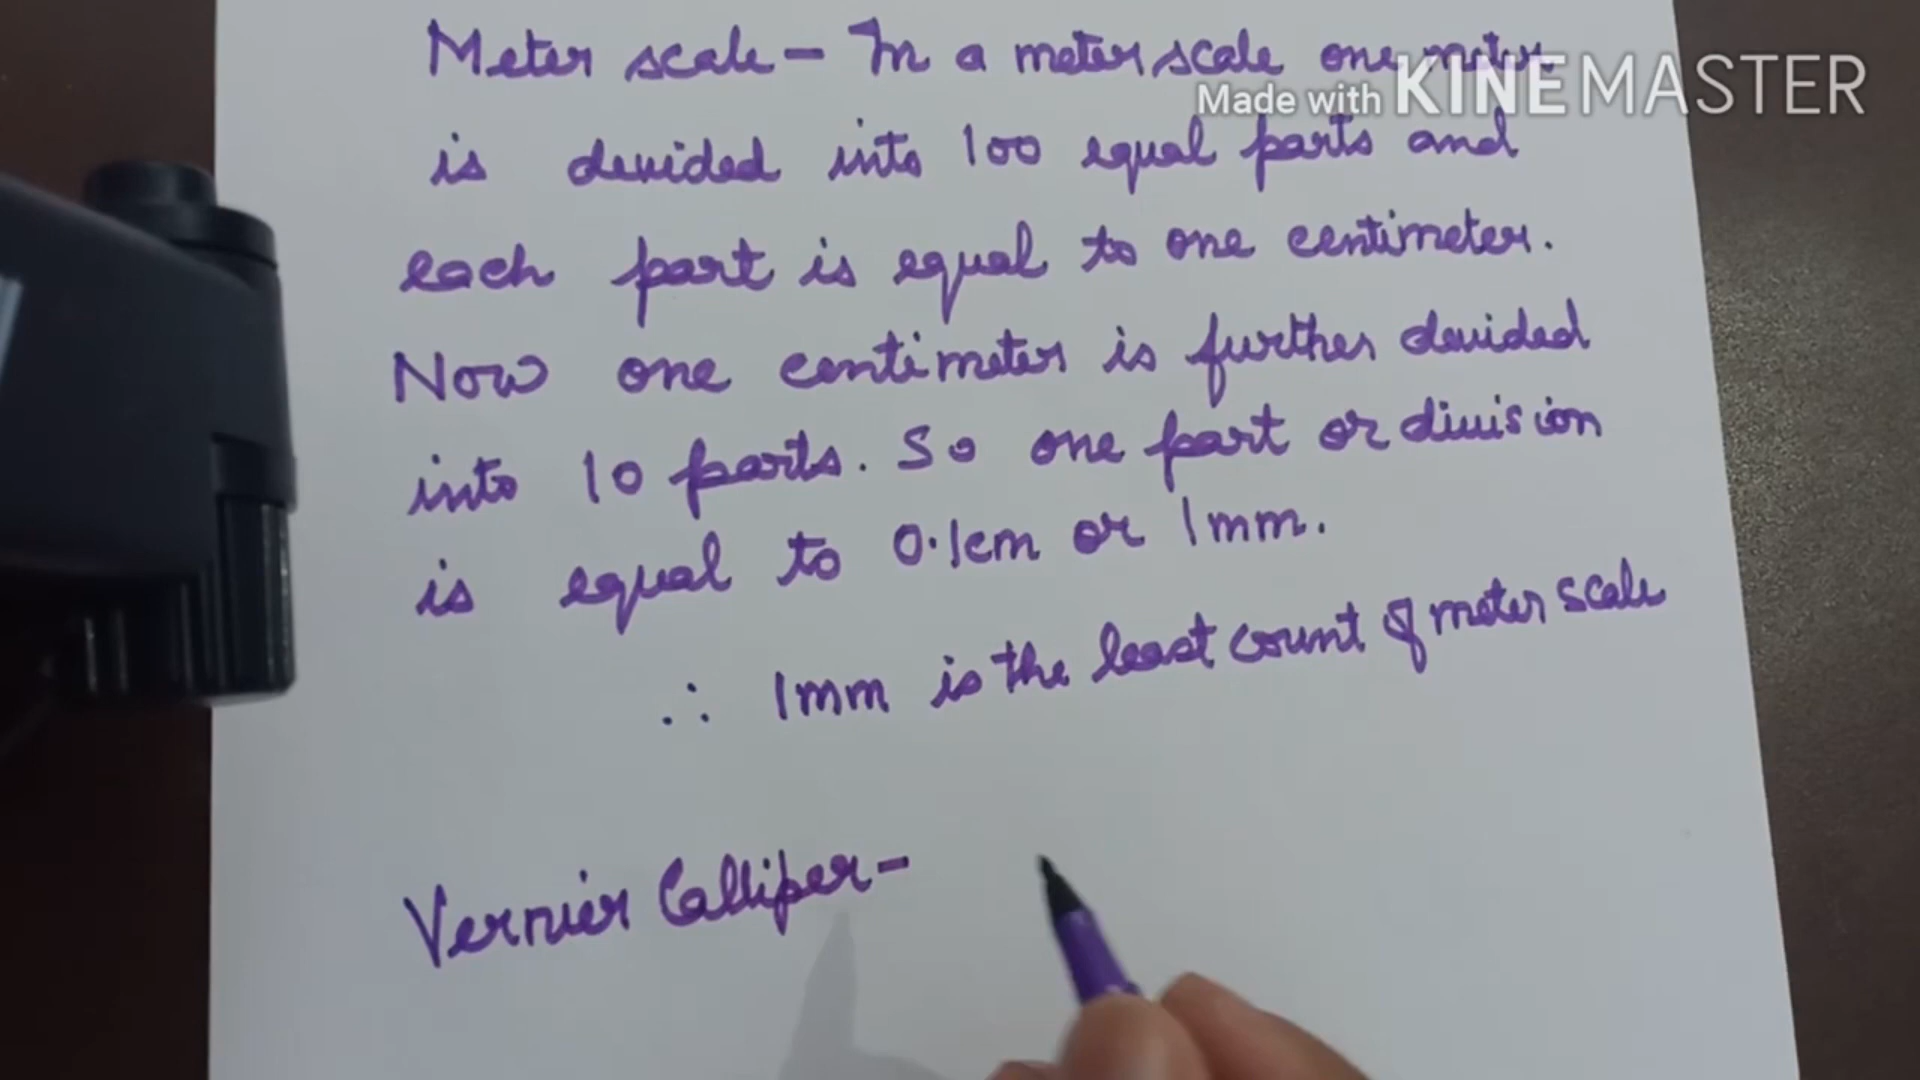 Meter scale - In a meter scale one meter
Made with KINEMASTER
is devided into 100 equal parts and
each part is equal to one centimeter.
Now one centimeter is further devided
into 10 parts. So one part or division
is equal to 0.1cm or 1mm.
∴ 1mm is the least count of meter scale
Vernier Calliper -